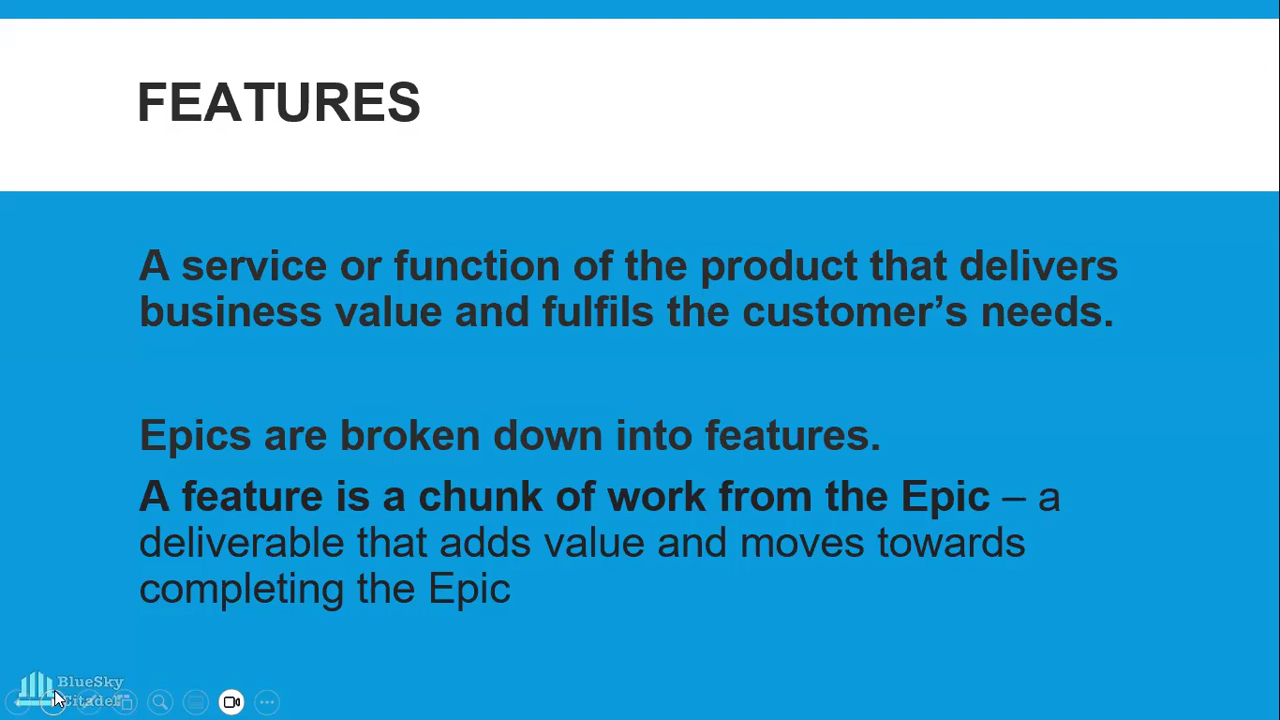 FEATURES
A service or function of the product that delivers
business value and fulfils the customer’s needs.
Epics are broken down into features.
A feature is a chunk of work from the Epic – a
deliverable that adds value and moves towards
completing the Epic
BlueSky
Citadel